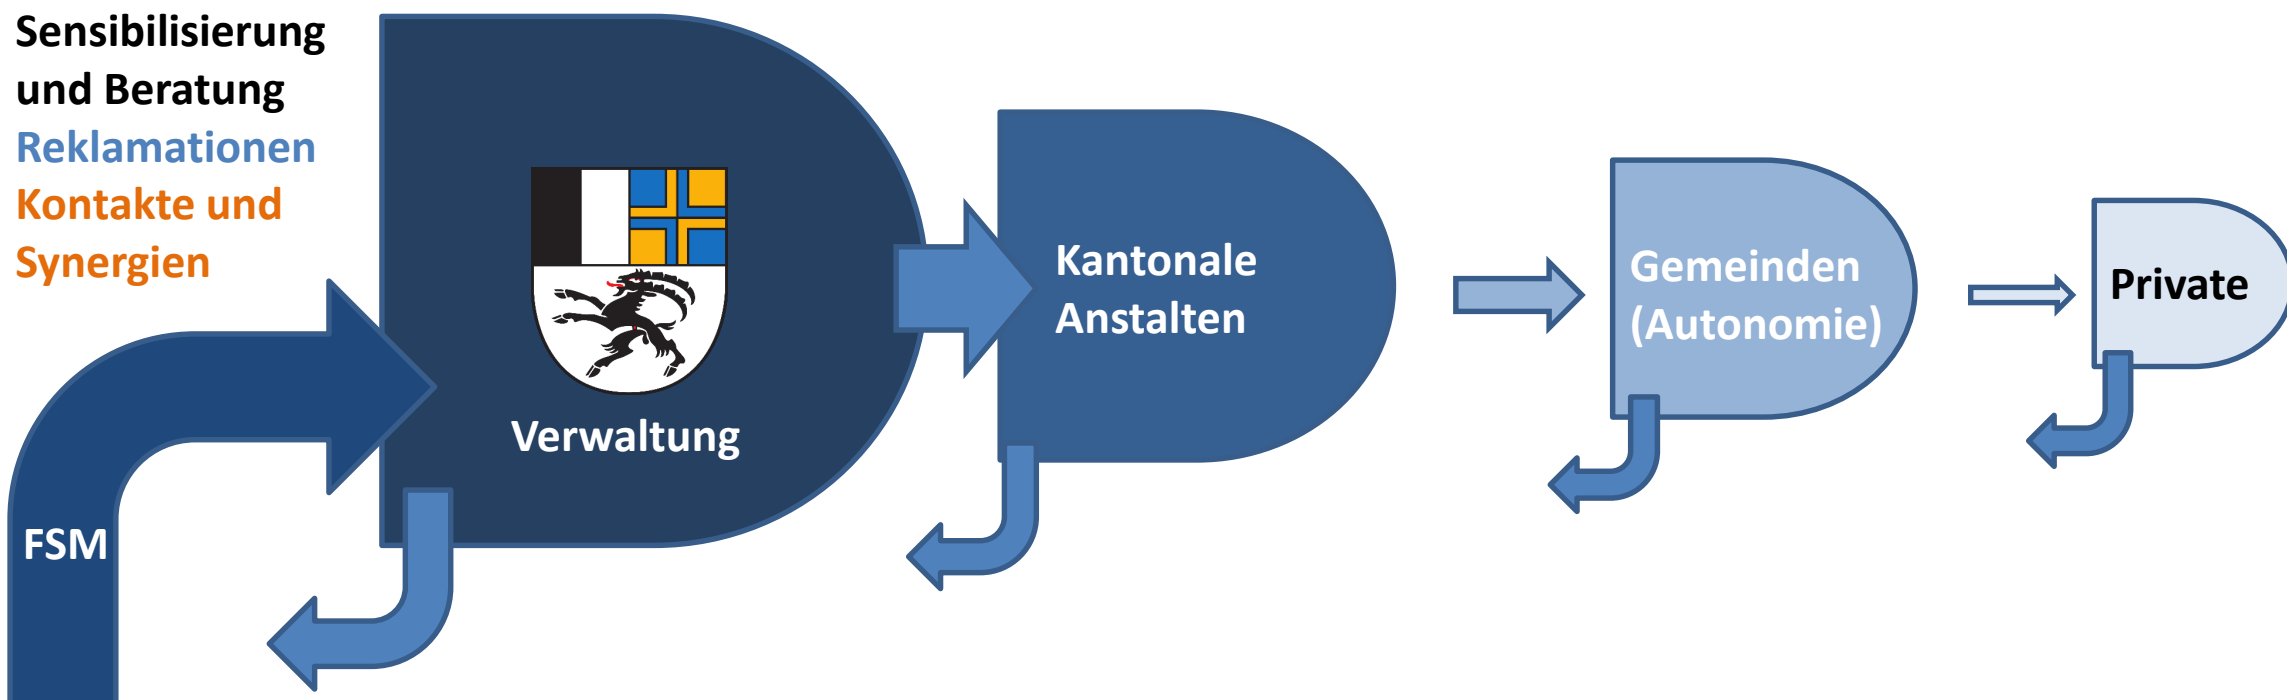 Sensibilisierung
und Beratung
Reklamationen
Kontakte und
Synergien
FSM
Verwaltung
Kantonale
Anstalten
Gemeinden
(Autonomie)
Private